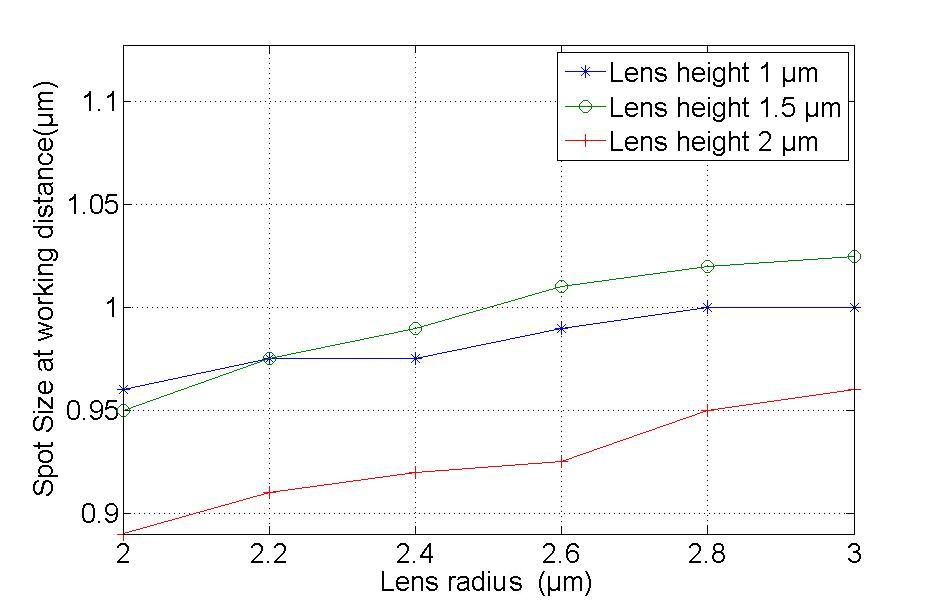 Lens height 1 µm
Lens height 1.5 µm
Lens height 2 µm
1.1
1.05
1
0.95
0.9
Spot Size at working distance(µm)
2 2.2 2.4 2.6 2.8 3
Lens radius (µm)